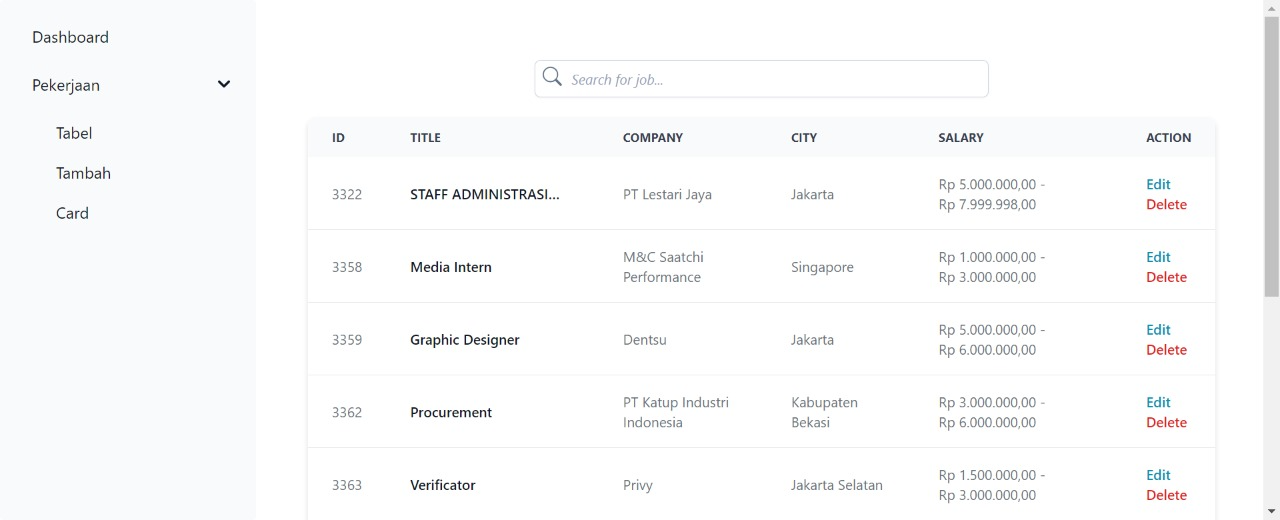 Dashboard
Pekerjaan
Tabel
Tambah
Card
Search for job...
ID TITLE COMPANY CITY SALARY ACTION
3322 STAFF ADMINISTRASI... PT Lestari Jaya Jakarta Rp 5.000.000,00 - Edit
Rp 7.999.998,00 Delete
3358 Media Intern M&C Saatchi Singapore Rp 1.000.000,00 - Edit
Performance Rp 3.000.000,00 Delete
3359 Graphic Designer Dentsu Jakarta Rp 5.000.000,00 - Edit
Rp 6.000.000,00 Delete
3362 Procurement PT Katup Industri Kabupaten Rp 3.000.000,00 - Edit
Indonesia Bekasi Rp 6.000.000,00 Delete
3363 Verificator Privy Jakarta Selatan Rp 1.500.000,00 - Edit
Rp 3.000.000,00 Delete